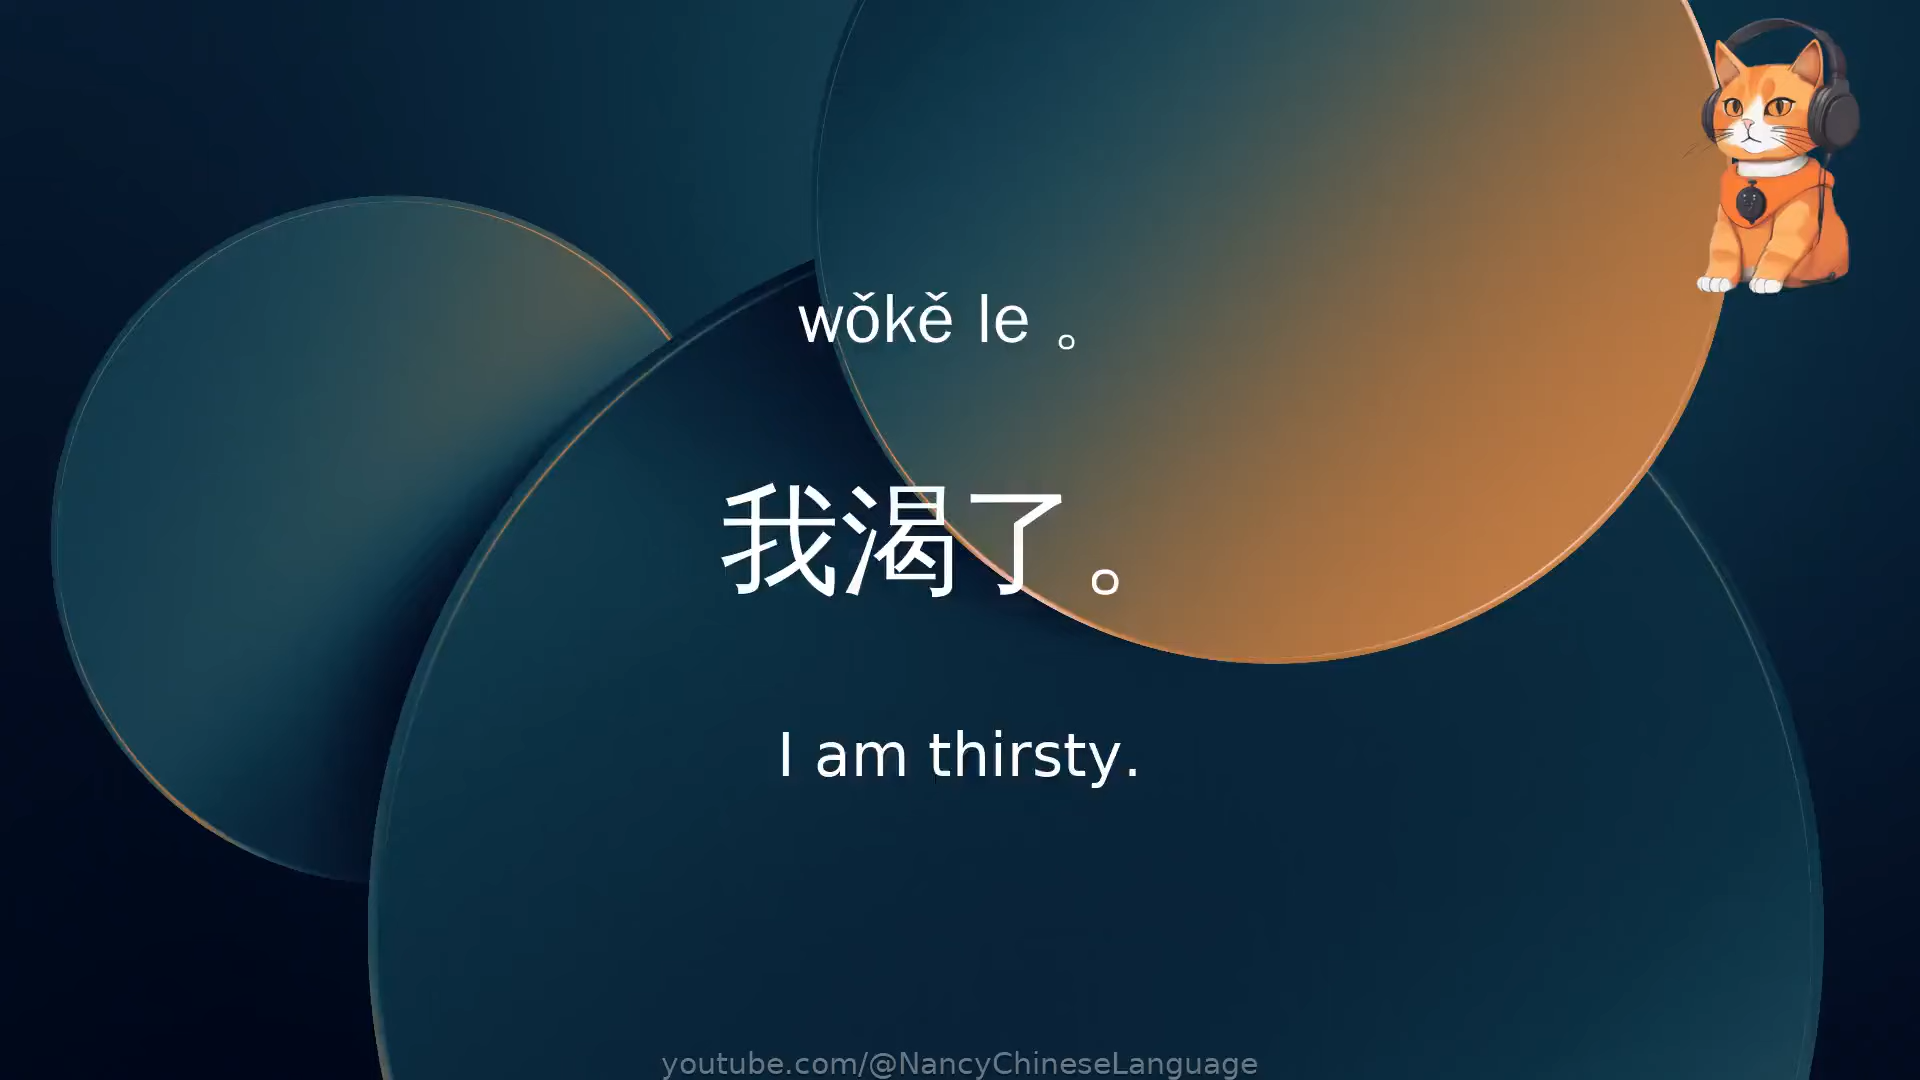 wǒkě le 。
我渴了。
I am thirsty.
youtube.com/@NancyChineseLanguage